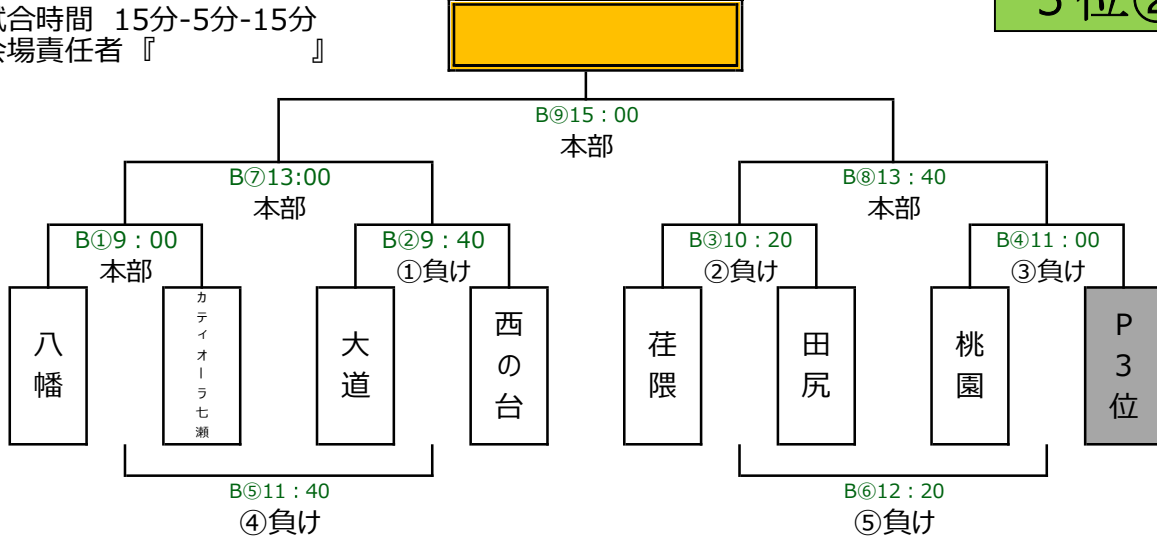 試合時間 15分-5分-15分
会場責任者『 』
3位②
B⑨15：00
本部
B⑦13:00
本部
B⑧13：40
本部
B①9：00
本部
B②9：40
①負け
B③10：20
②負け
B④11：00
③負け
八幡
カティオーラ七瀬
大道
西の台
荏隈
田尻
桃園
P3位
B⑤11：40
④負け
B⑥12：20
⑤負け